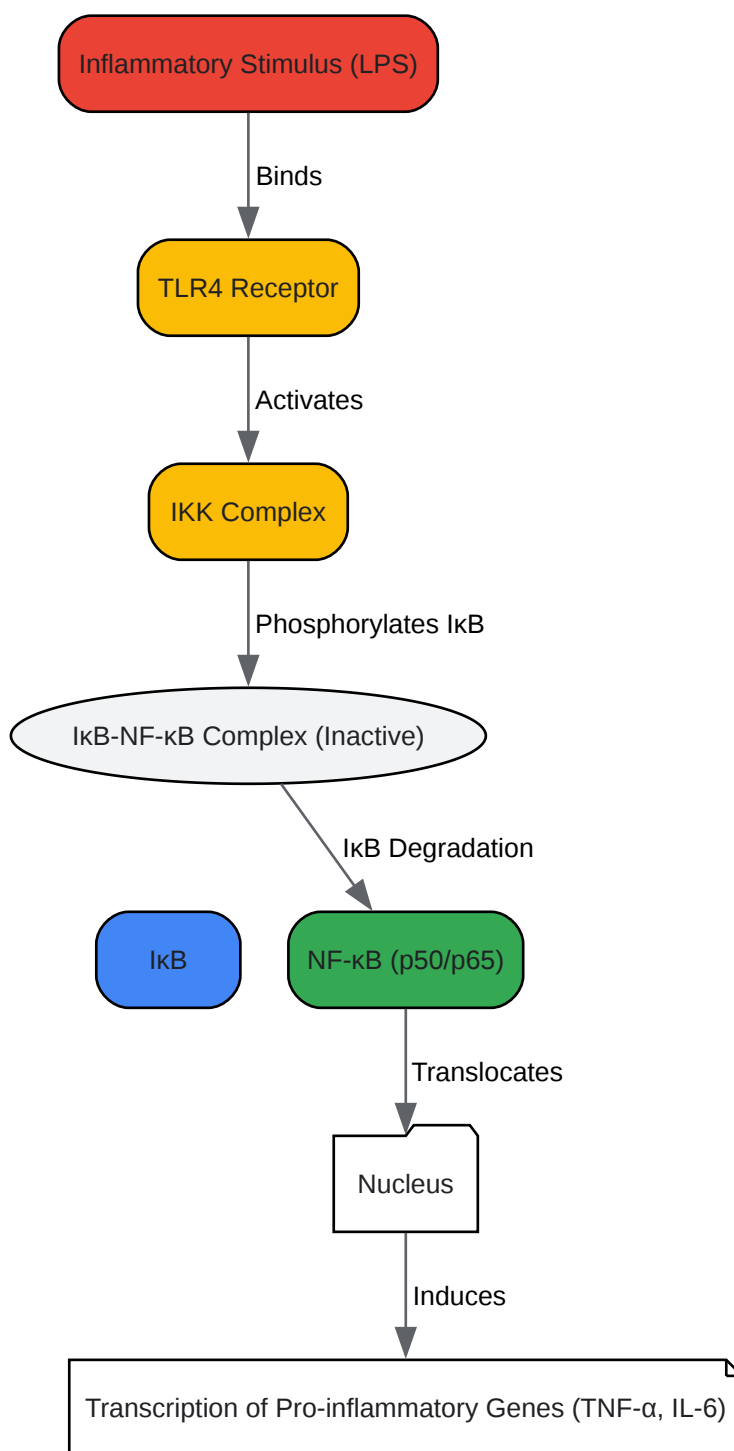 Inflammatory Stimulus (LPS)
Binds
TLR4 Receptor
Activates
IKK Complex
Phosphorylates IκB
IκB-NF-κB Complex (Inactive)
IκB Degradation
IκB
NF-κB (p50/p65)
Translocates
Nucleus
Induces
Transcription of Pro-inflammatory Genes (TNF-α, IL-6)